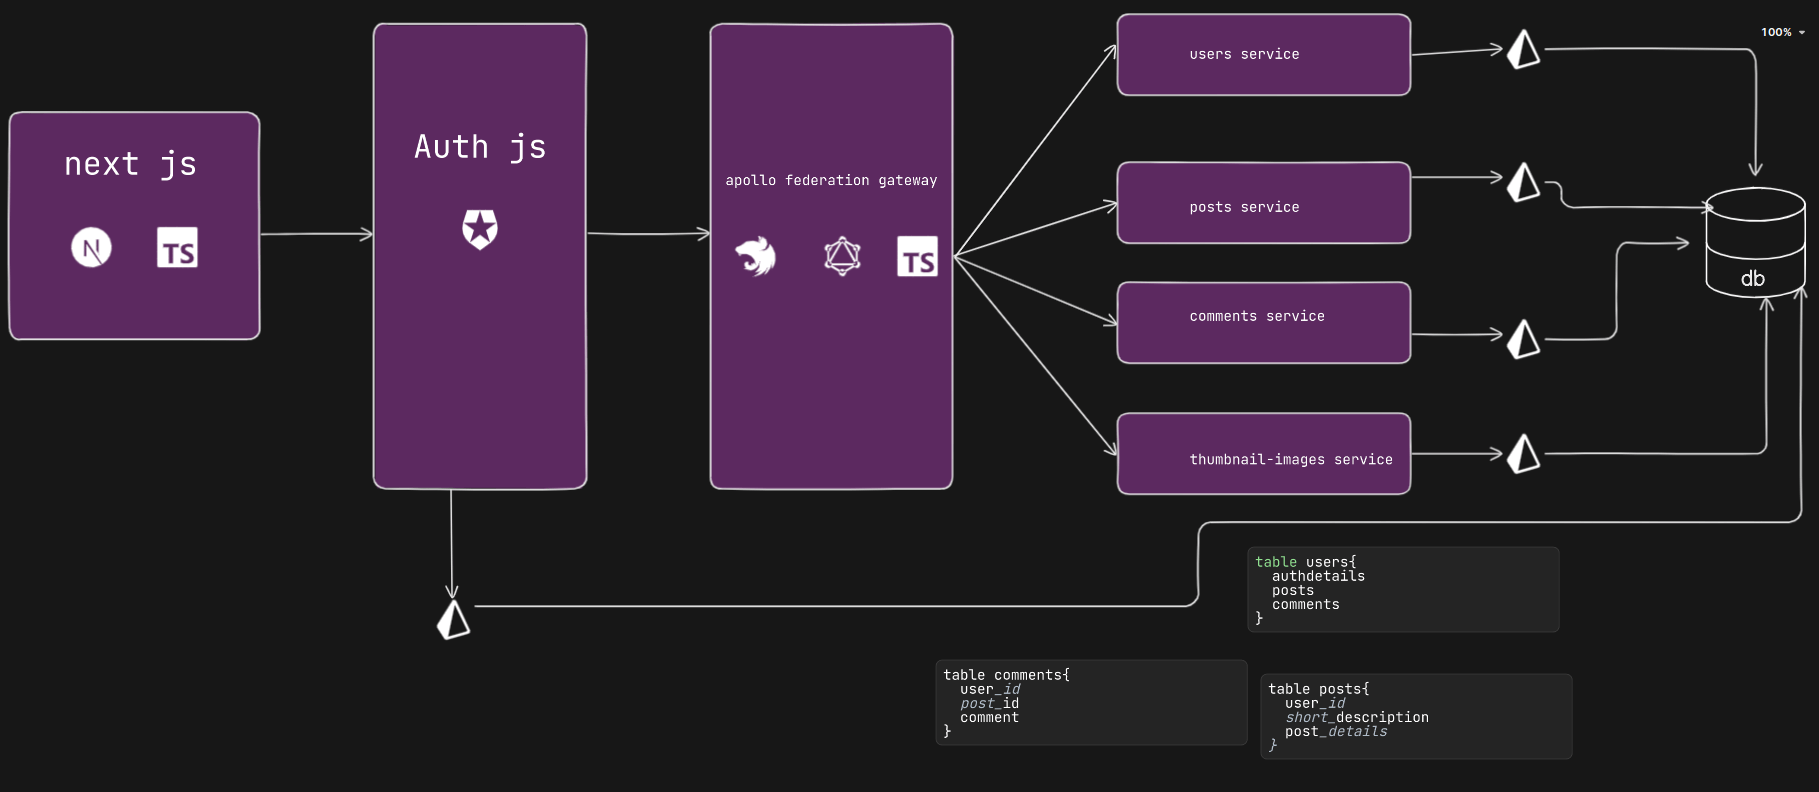 100%
next js
N
TS
Auth js
apollo federation gateway
TS
users service
posts service
comments service
thumbnail-images service
db
table users{
authdetails
posts
comments
}
table comments{
user_id
post_id
comment
}
table posts{
user_id
short_description
post_details
}